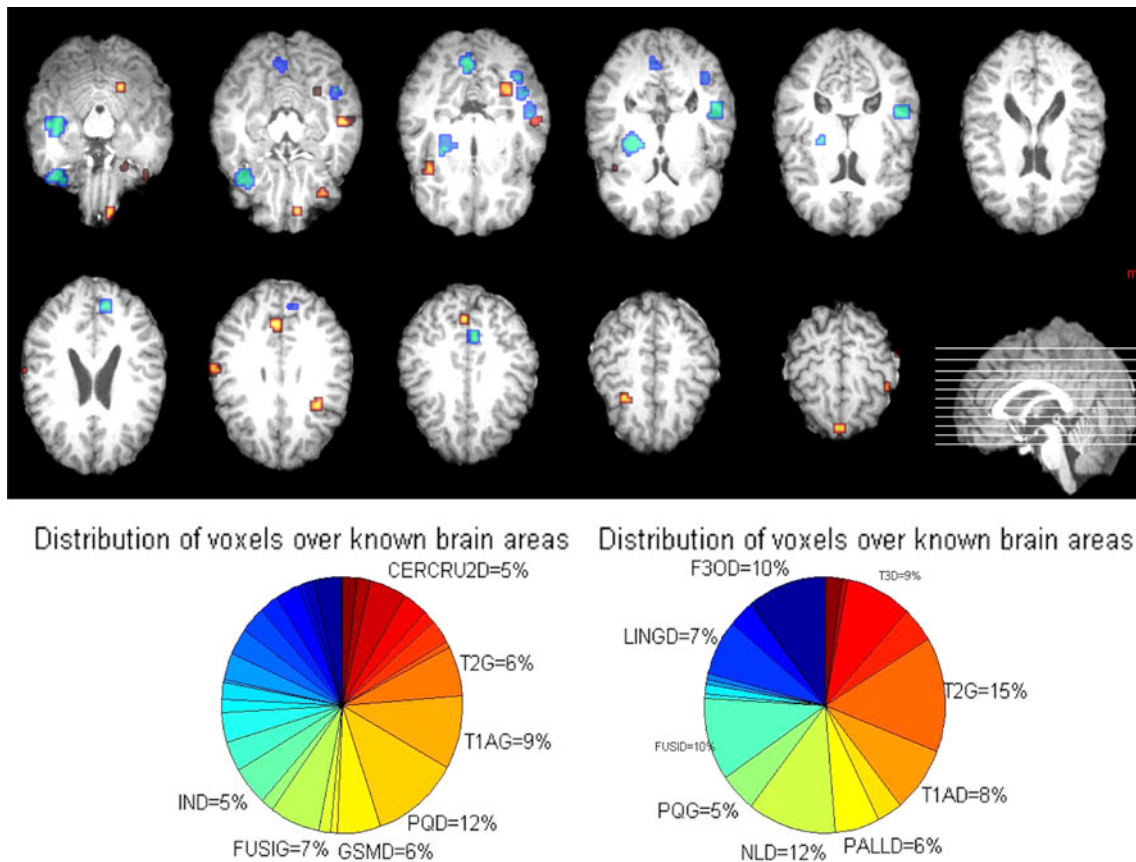 m
Distribution of voxels over known brain areas
CERCRU2D=5%
T2G=6%
T1AG=9%
PQD=12%
GSMD=6%
FUSIG=7%
IND=5%
Distribution of voxels over known brain areas
F3OD=10%
T3D=9%
LINGD=7%
T2G=15%
FUSID=10%
T1AD=8%
PQG=5%
PALLD=6%
NLD=12%